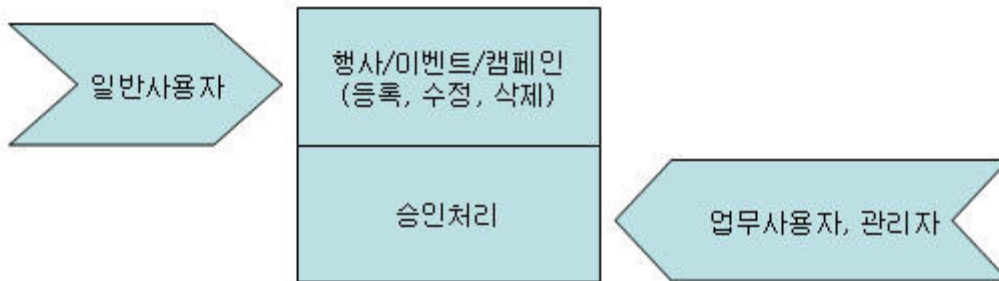 일반사용자
행사/이벤트/캠페인
(등록, 수정, 삭제)
승인처리
업무사용자, 관리자